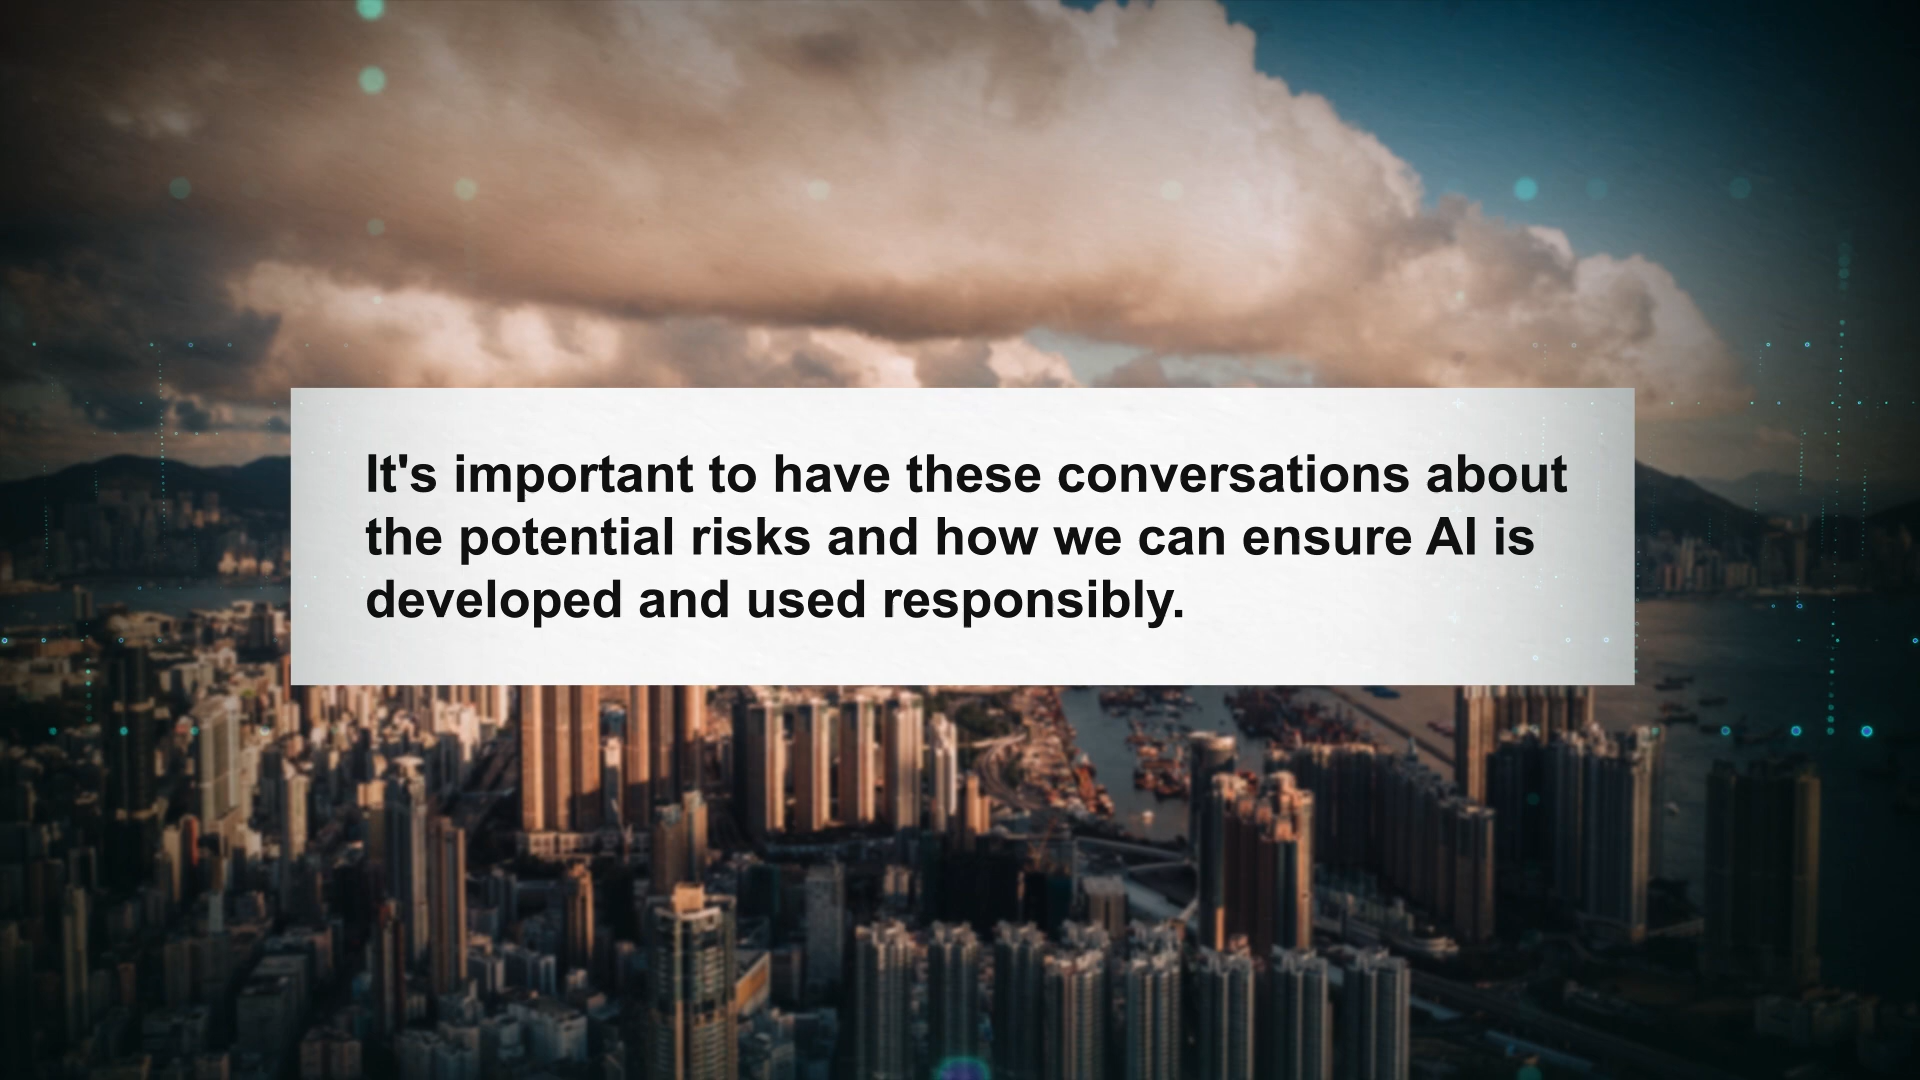 It's important to have these conversations about
the potential risks and how we can ensure AI is
developed and used responsibly.